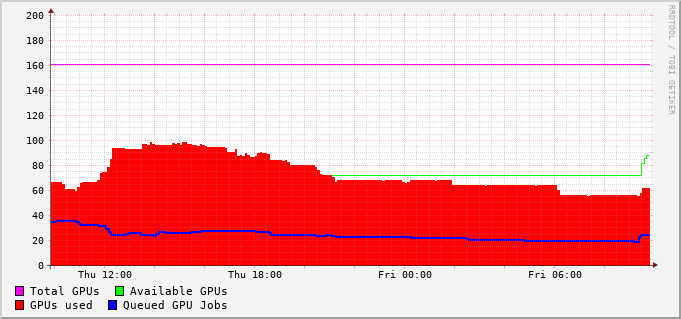 200
180
160
140
120
100
80
60
40
20
0
Thu 12:00 Thu 18:00 Fri 00:00 Fri 06:00
Total GPUs Available GPUs
GPUs used Queued GPU Jobs
RRDTOOL / TOBI OETIKER